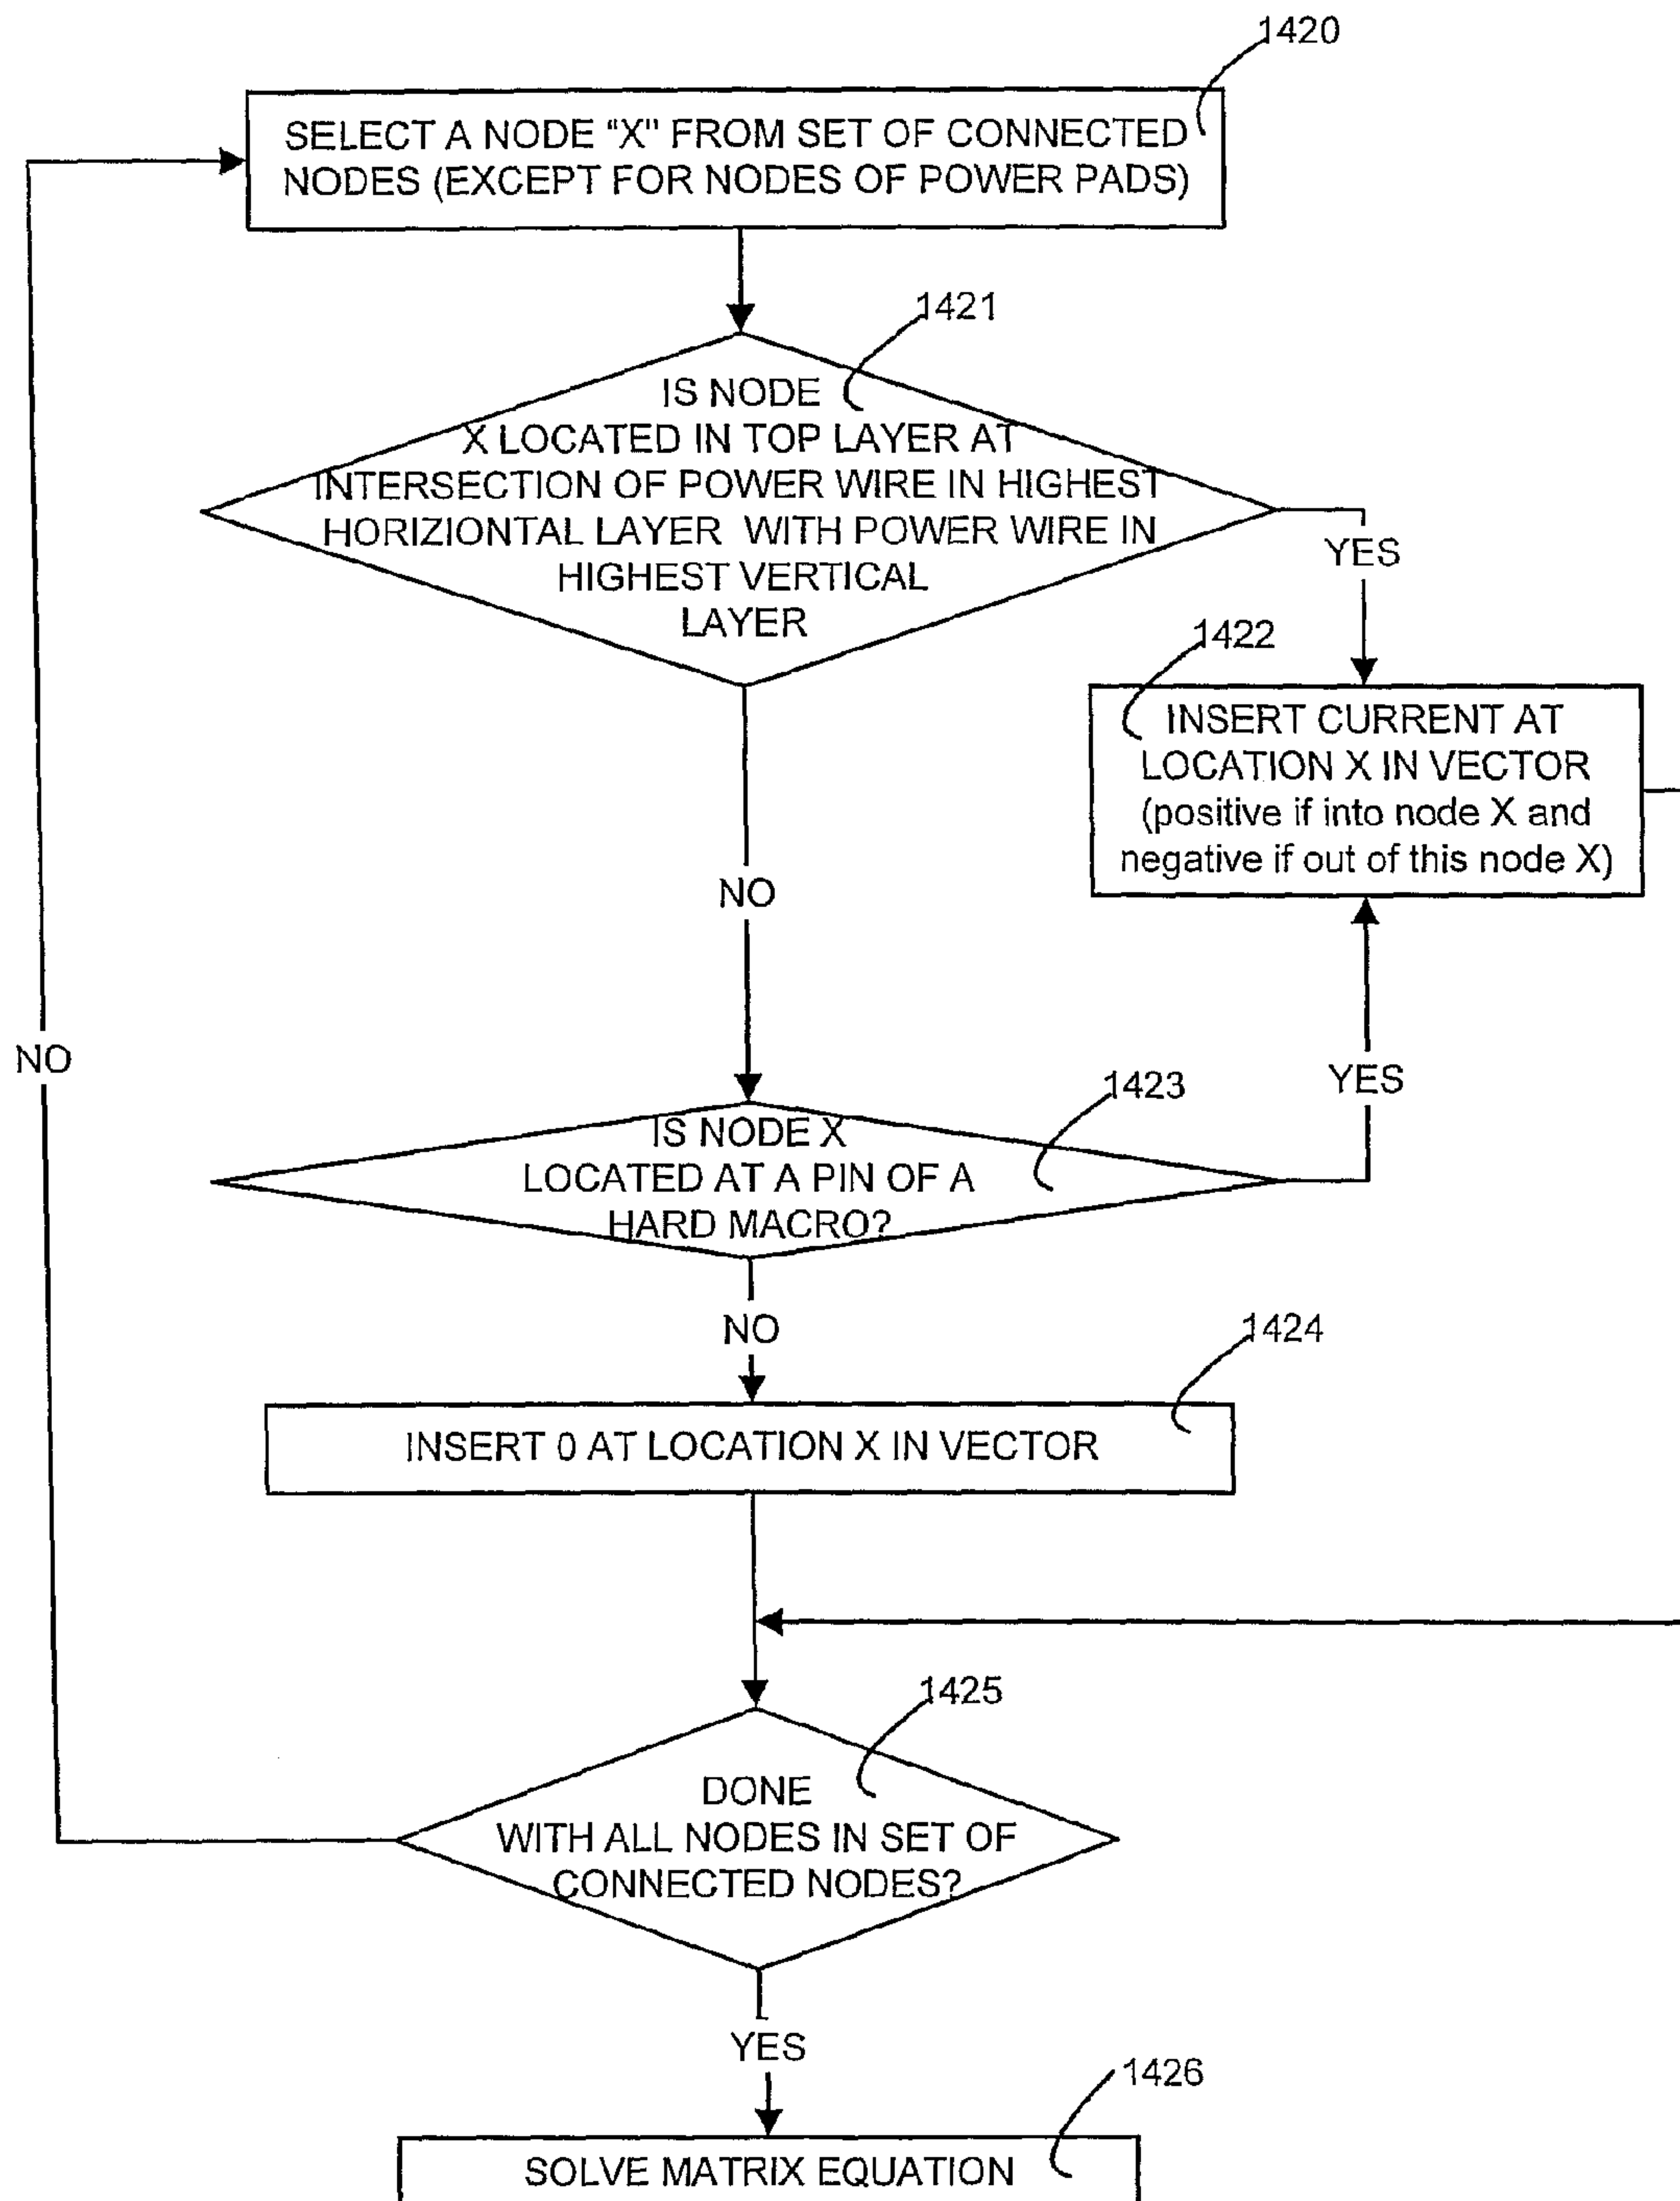 1420
SELECT A NODE "X" FROM SET OF CONNECTED
NODES (EXCEPT FOR NODES OF POWER PADS)
1421
IS NODE
X LOCATED IN TOP LAYER AT
INTERSECTION OF POWER WIRE IN HIGHEST
HORIZIONTAL LAYER WITH POWER WIRE IN
HIGHEST VERTICAL
LAYER
YES
1422
INSERT CURRENT AT
LOCATION X IN VECTOR
(positive if into node X and
negative if out of this node X)
NO
NO
YES
1423
IS NODE X
LOCATED AT A PIN OF A
HARD MACRO?
NO
1424
INSERT 0 AT LOCATION X IN VECTOR
1425
DONE
WITH ALL NODES IN SET OF
CONNECTED NODES?
YES
1426
SOLVE MATRIX EQUATION